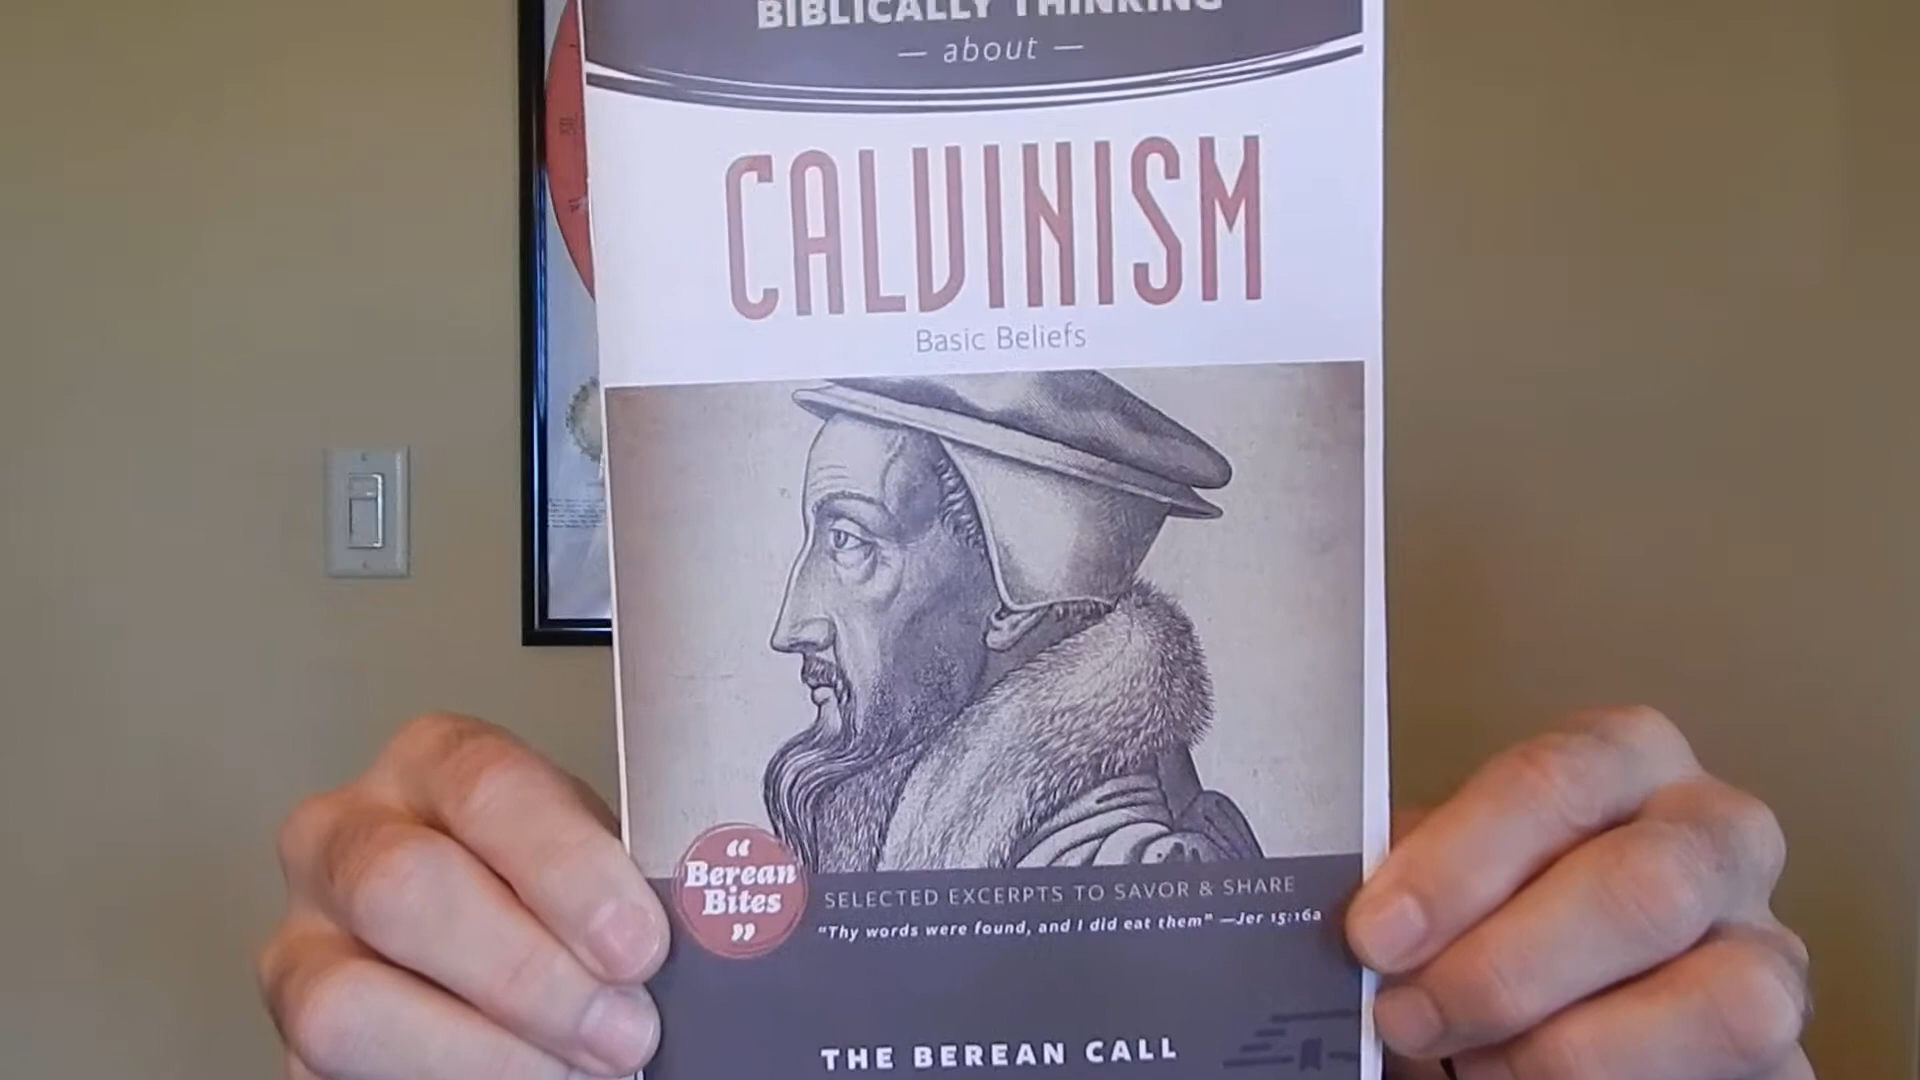 BIBLICALLY THINKING
— about —
CALVINISM
Basic Beliefs
“
Berean
Bites
”
SELECTED EXCERPTS TO SAVOR & SHARE
"Thy words were found, and I did eat them" —Jer 15:16a
THE BEREAN CALL